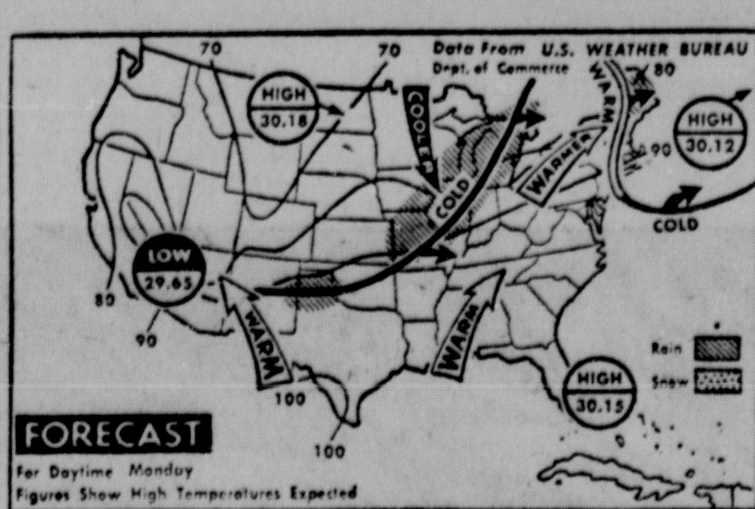 70
70
Data From U.S. WEATHER BUREAU
Dept. of Commerce
HIGH
30.18
COOLER
WARM
80
HIGH
30.12
90
WARMER
COLD
COLD
LOW
29.65
80
90
WARM
WARM
Rain
Snow
HIGH
30.15
100
100
FORECAST
For Daytime Monday
Figures Show High Temperatures Expected